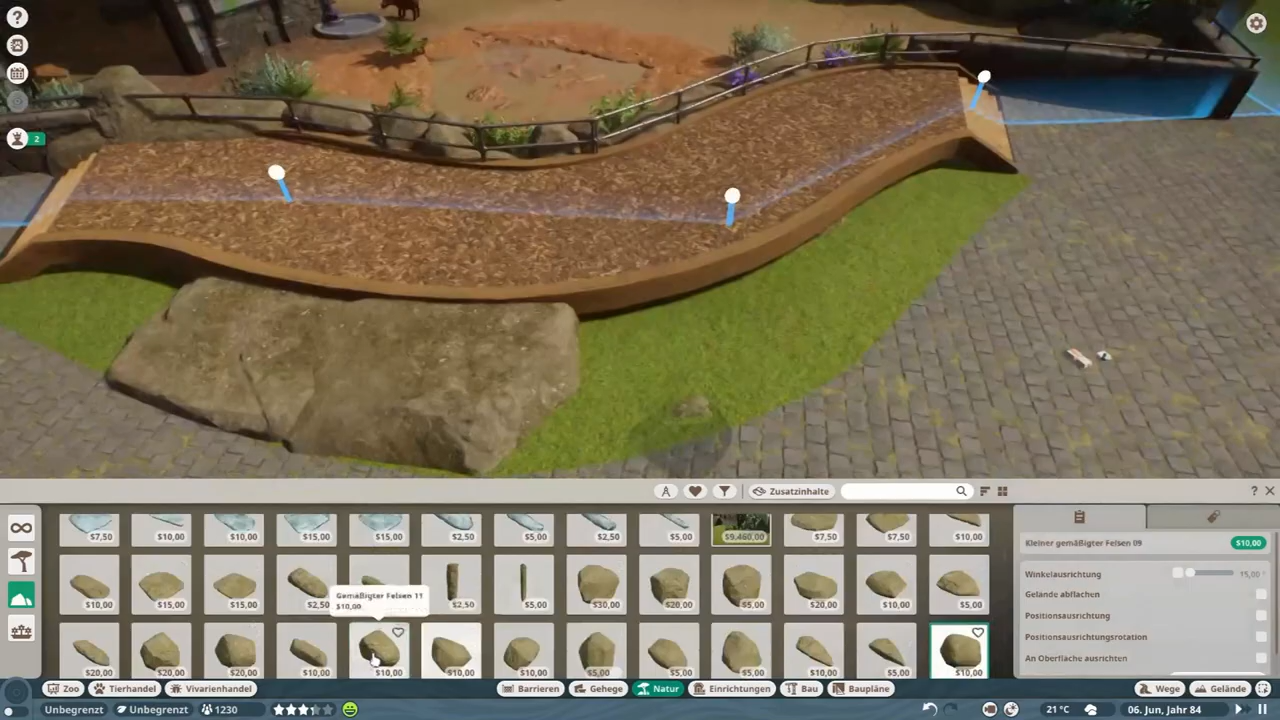 ?
2
Zusatzinhalte
? ×
$7,50 $10,00 $10,00 $15,00 $15,00 $2,50 $5,00 $2,50 $5,00 $9.460,00 $7,50 $7,50 $10,00
Kleiner gemäßigter Felsen 09 $10,00
Winkelausrichtung 15,00°
$10,00 $15,00 $15,00 $2,50 $2,50 $5,00 $30,00 $20,00 $5,00 $20,00 $10,00 $5,00
Gemäßigter Felsen 11
$10,00
Gelände abflachen
Positionsausrichtung
Positionsausrichtungsrotation
An Oberfläche ausrichten
$20,00 $20,00 $20,00 $10,00 $10,00 $10,00 $10,00 $5,00 $5,00 $5,00 $10,00 $5,00 $10,00
Zoo Tierhandel Vivarienhandel Barrieren Gehege Natur Einrichtungen Bau Baupläne Wege Gelände
Unbegrenzt Unbegrenzt 1230 21 °C 06. Jun, Jahr 84